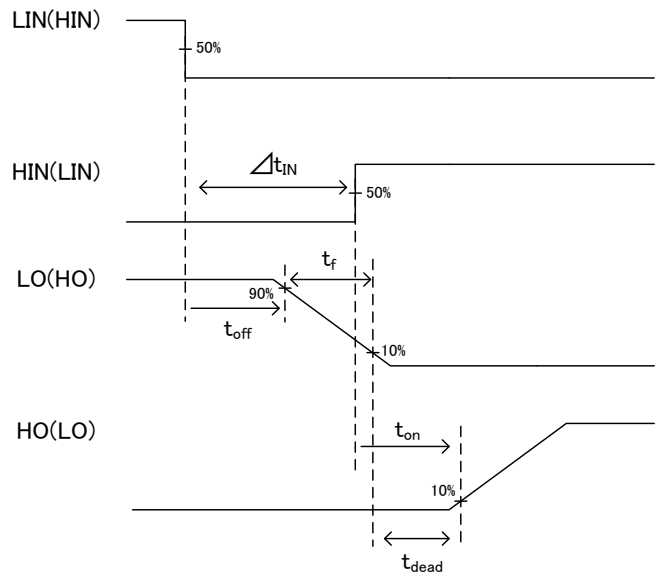 LIN(HIN)
50%
⊿tIN
HIN(LIN)
50%
LO(HO)
tf
90%
toff
10%
HO(LO)
ton
10%
tdead